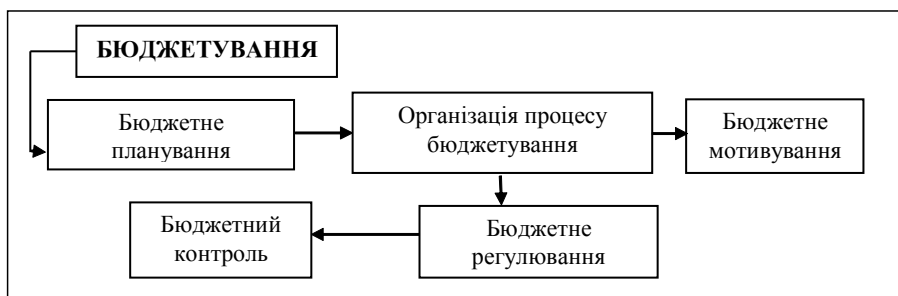 БЮДЖЕТУВАННЯ
Бюджетне
планування
Організація процесу
бюджетування
Бюджетне
мотивування
Бюджетний
контроль
Бюджетне
регулювання